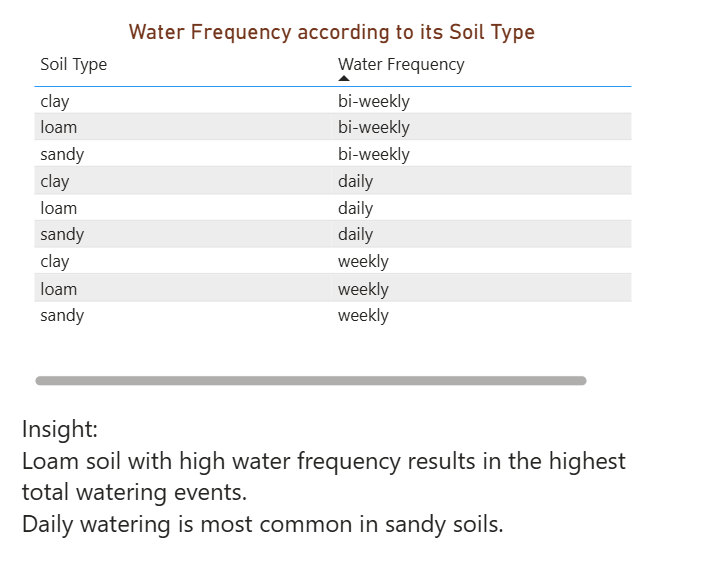 Water Frequency according to its Soil Type
Soil Type Water Frequency
clay bi-weekly
loam bi-weekly
sandy bi-weekly
clay daily
loam daily
sandy daily
clay weekly
loam weekly
sandy weekly
Insight:
Loam soil with high water frequency results in the highest
total watering events.
Daily watering is most common in sandy soils.